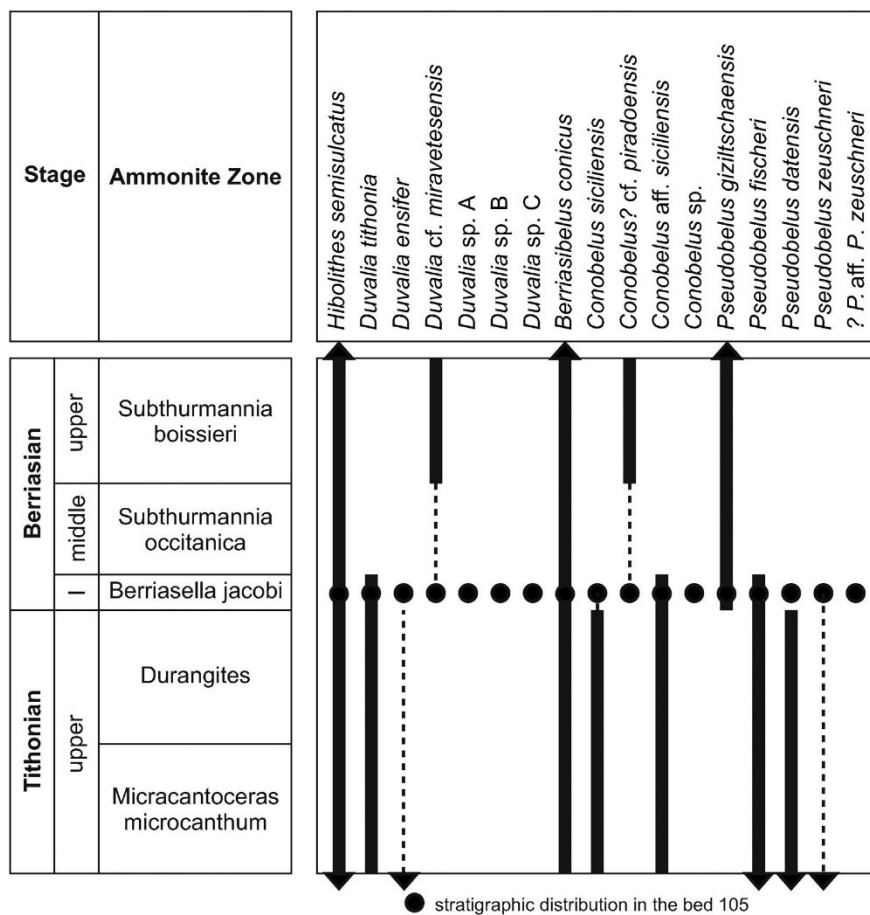 Stage
Ammonite Zone
Hibolithes semisulcatus
Duvalia tithonia
Duvalia ensifer
Duvalia cf. miravetesensis
Duvalia sp. A
Duvalia sp. B
Duvalia sp. C
Berriasibelus conicus
Conobelus siciliensis
Conobelus? cf. piradoensis
Conobelus aff. siciliensis
Conobelus sp.
Pseudobelus giziltschaensis
Pseudobelus fischeri
Pseudobelus datensis
Pseudobelus zeuschneri
? P. aff. P. zeuschneri
Berriasian
upper
Subthurmannia
boissieri
middle
Subthurmannia
occitanica
l
Berriasella jacobi
Tithonian
upper
Durangites
Micracantoceras
microcanthum
stratigraphic distribution in the bed 105